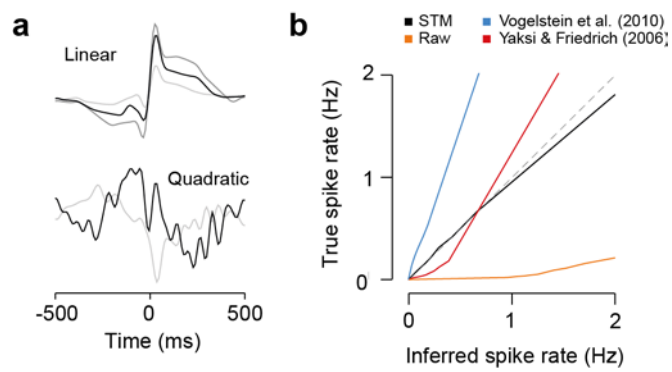 a
Linear
Quadratic
-500 0 500
Time (ms)
b
STM
Raw
Vogelstein et al. (2010)
Yaksi & Friedrich (2006)
True spike rate (Hz)
2
1
0
0 1 2
Inferred spike rate (Hz)